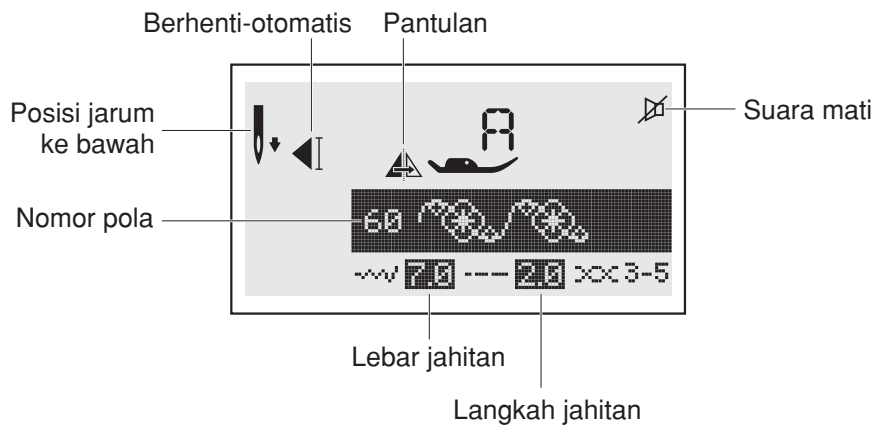 Berhenti-otomatis Pantulan
Posisi jarum
ke bawah
A
Suara mati
Nomor pola
60
7.0 2.0 3-5
Lebar jahitan
Langkah jahitan